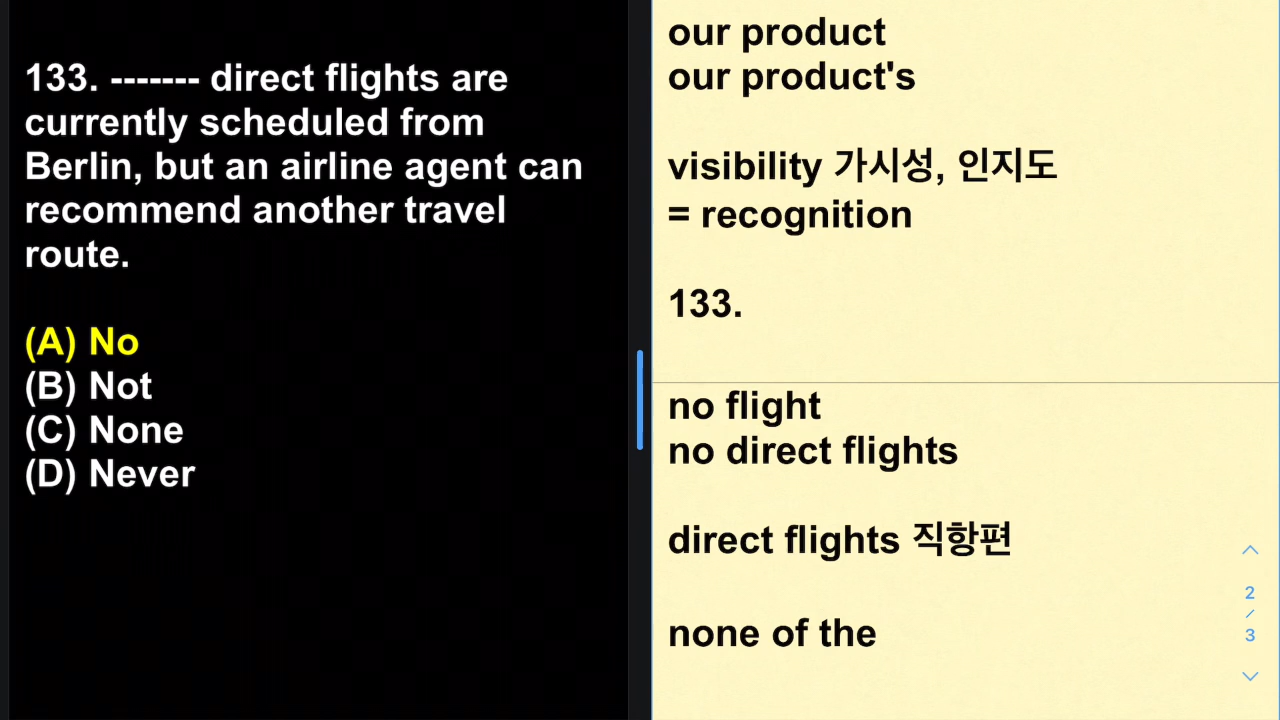 133. ------- direct flights are
currently scheduled from
Berlin, but an airline agent can
recommend another travel
route.
(A) No
(B) Not
(C) None
(D) Never
our product
our product's
visibility 가시성, 인지도
= recognition
133.
no flight
no direct flights
direct flights 직항편
none of the
2
/
3